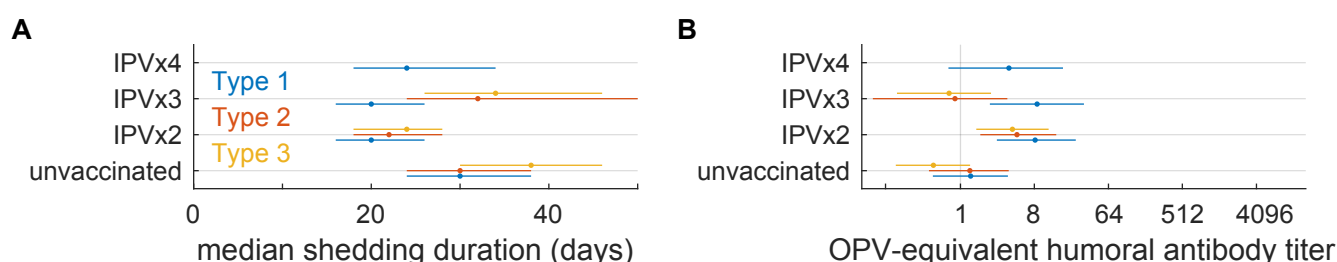 A
IPVx4
Type 1
IPVx3
Type 2
IPVx2
Type 3
unvaccinated
0 20 40
median shedding duration (days)
B
IPVx4
IPVx3
IPVx2
unvaccinated
1 8 64 512 4096
OPV-equivalent humoral antibody titer